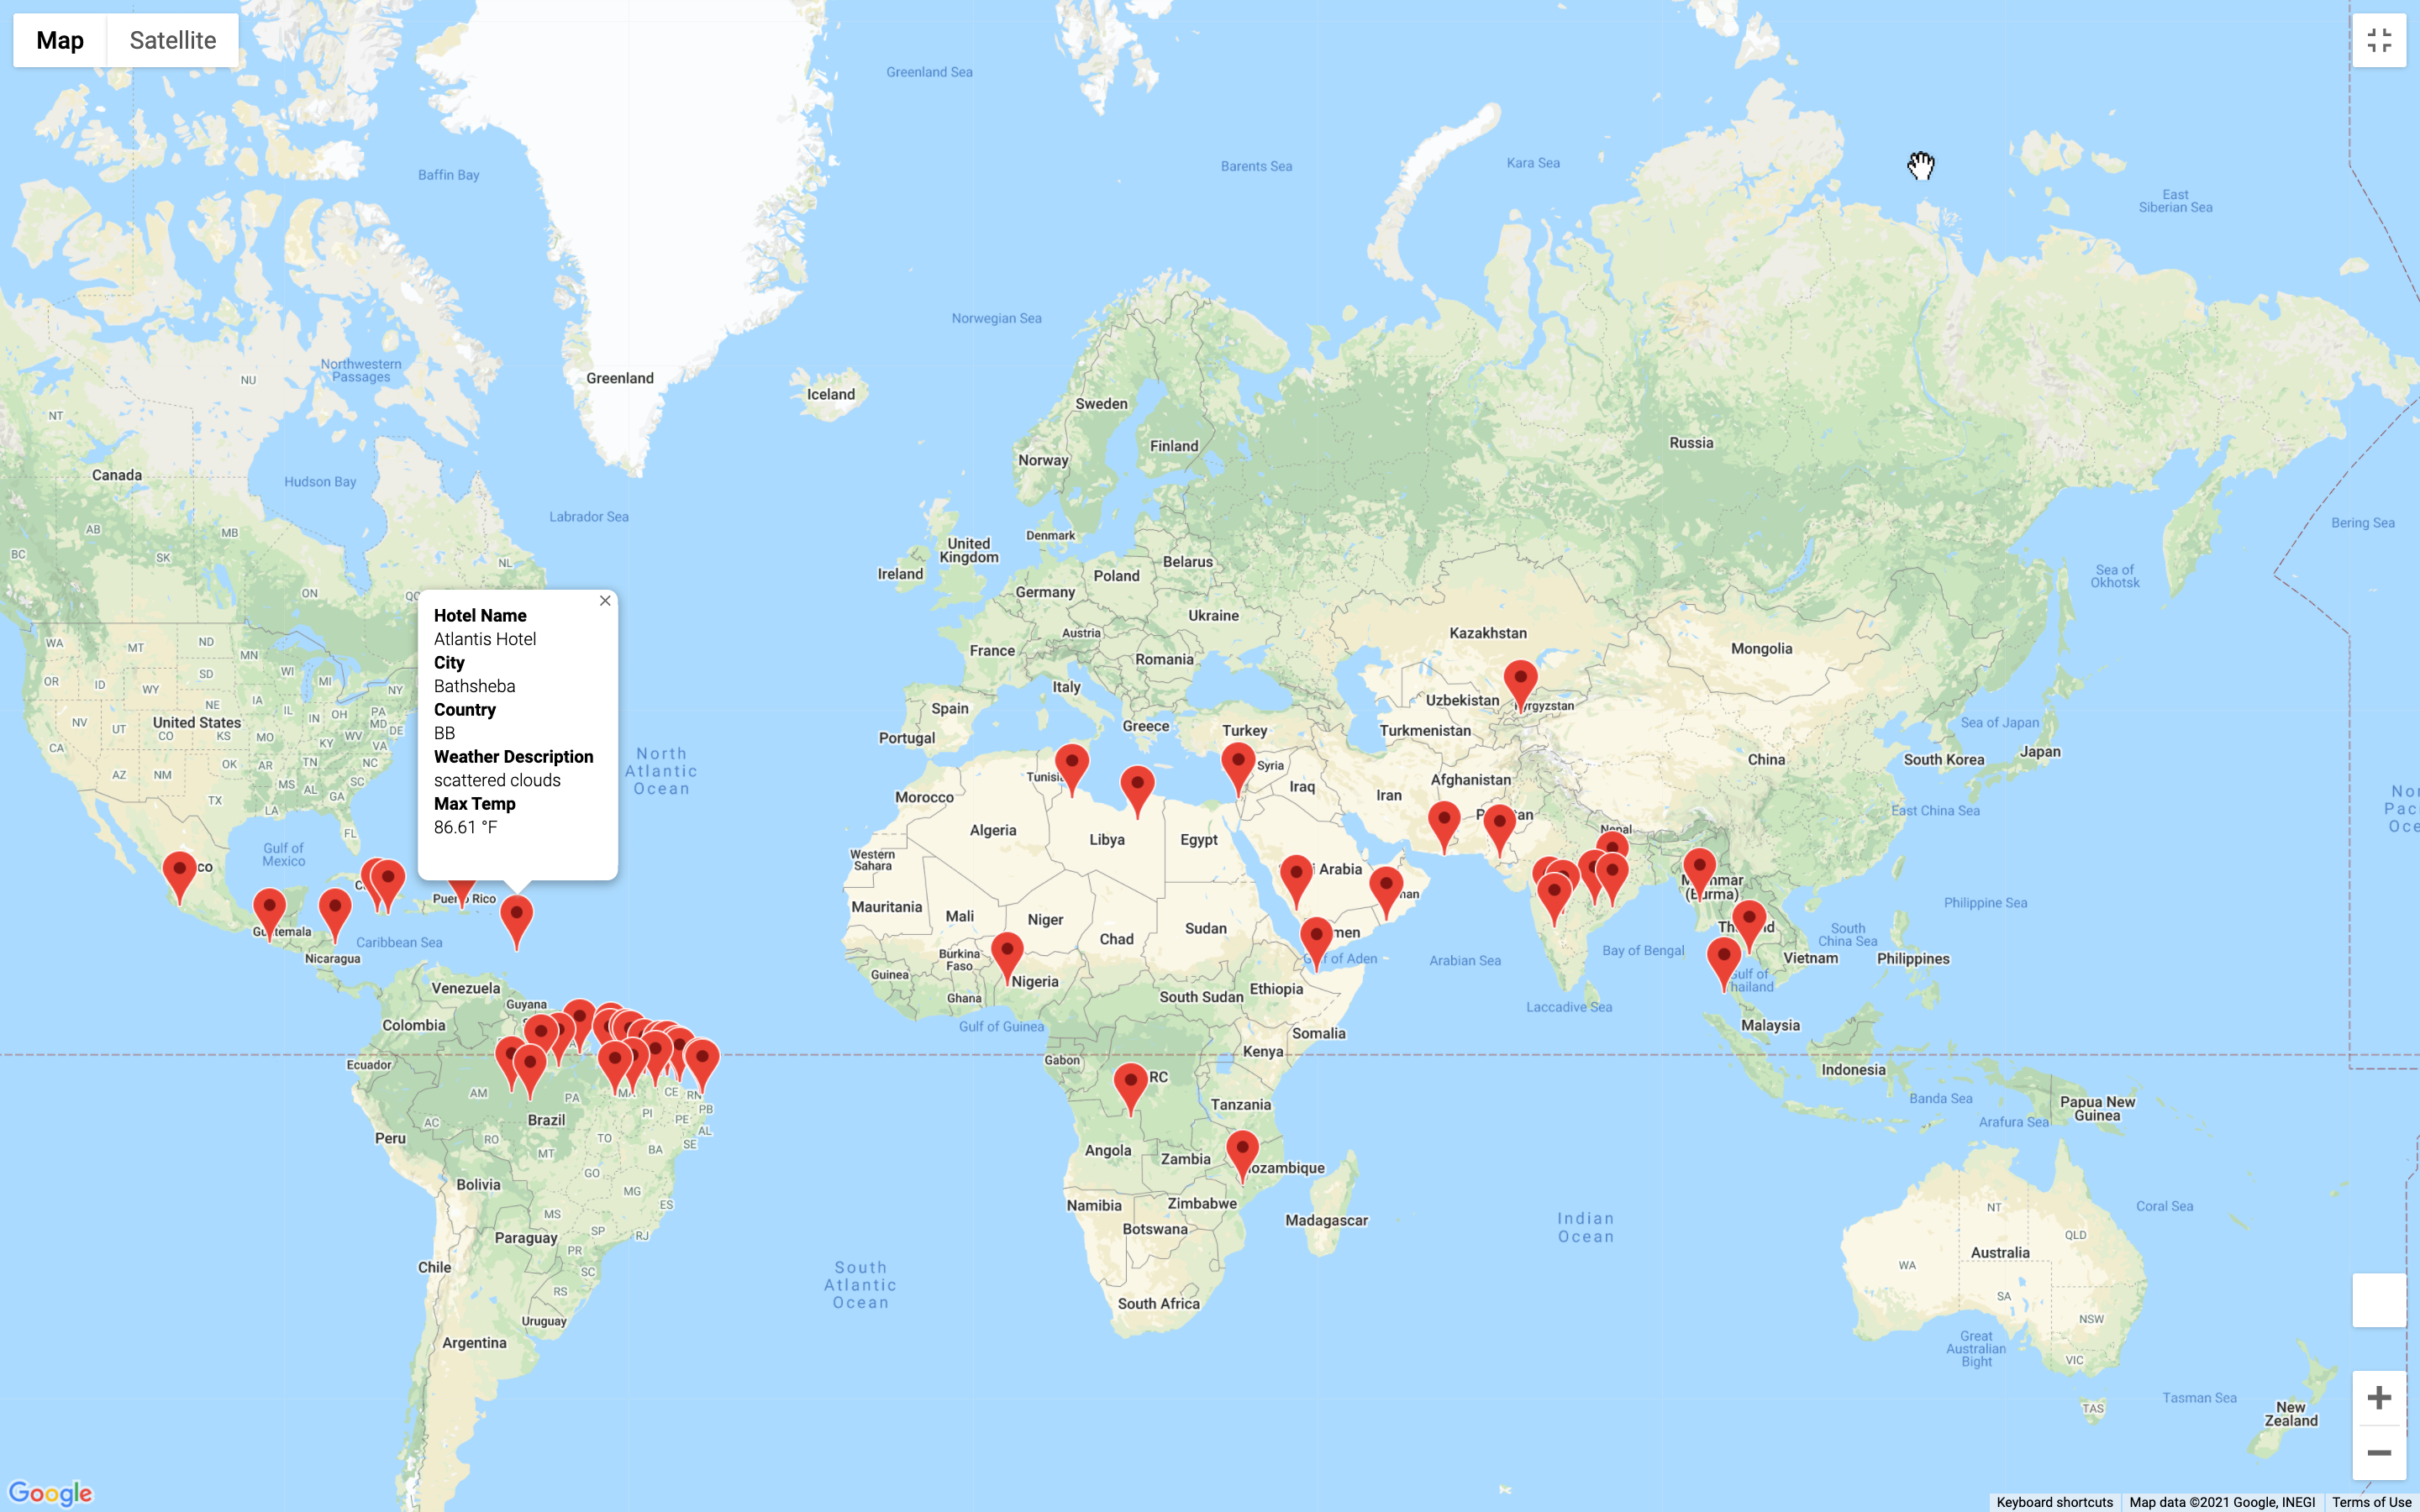 Map
Satellite
Greenland Sea
Baffin Bay
Barents Sea
Kara Sea
East
Siberian Sea
Norwegian Sea
Northwestern
Passages
NU
Greenland
Iceland
Sweden
NT
Finland
Russia
Norway
Canada
Hudson Bay
Labrador Sea
Bering Sea
AB
MB
SK
BC
NL
Denmark
United
Kingdom
Ireland
Belarus
Poland
Sea of
Okhotsk
ON
QC
Germany
Ukraine
Hotel Name
Atlantis Hotel
City
Bathsheba
Country
BB
Weather Description
scattered clouds
Max Temp
86.61 °F
Austria
Kazakhstan
France
Romania
Mongolia
WA
MT
ND
MN
SD
WI
MI
OR
ID
WY
NY
Italy
Spain
Uzbekistan
Kyrgyzstan
NE
IA
IL
IN
OH
PA
MD
DE
NV
UT
United States
CO
KS
MO
KY
WV
VA
CA
Greece
Turkey
Turkmenistan
Portugal
Sea of Japan
Japan
South Korea
China
North
Atlantic
Ocean
OK
AR
TN
NC
AZ
NM
SC
MS
AL
GA
TX
LA
FL
Syria
Iraq
Iran
Afghanistan
Morocco
Algeria
Libya
Egypt
East China Sea
Nepal
Gulf of
Mexico
Western
Sahara
Puerto Rico
Mauritania
Mali
Niger
Chad
Sudan
Myanmar
(Burma)
Philippine Sea
Guatemala
Caribbean Sea
Nicaragua
Burkina
Faso
Guinea
Ghana
Nigeria
Gulf of Aden
Arabian Sea
Bay of Bengal
South
China Sea
Vietnam
Philippines
Gulf of
Thailand
Venezuela
Guyana
Colombia
South Sudan
Ethiopia
Somalia
Laccadive Sea
Malaysia
Gulf of Guinea
Ecuador
Gabon
Kenya
Indonesia
AM
PA
MA
CE
RN
PB
PI
PE
AL
SE
AC
Brazil
RO
TO
BA
MT
Peru
Tanzania
Banda Sea
Arafura Sea
Papua New
Guinea
Angola
Zambia
Mozambique
Bolivia
GO
MG
ES
MS
SP
RJ
Namibia
Zimbabwe
Botswana
Madagascar
Indian
Ocean
Coral Sea
NT
QLD
Australia
WA
SA
NSW
VIC
TAS
Paraguay
PR
SC
RS
Chile
South
Atlantic
Ocean
South Africa
Uruguay
Argentina
Great
Australian
Bight
Tasman Sea
New
Zealand
Google
Keyboard shortcuts
Map data ©2021 Google, INEGI
Terms of Use